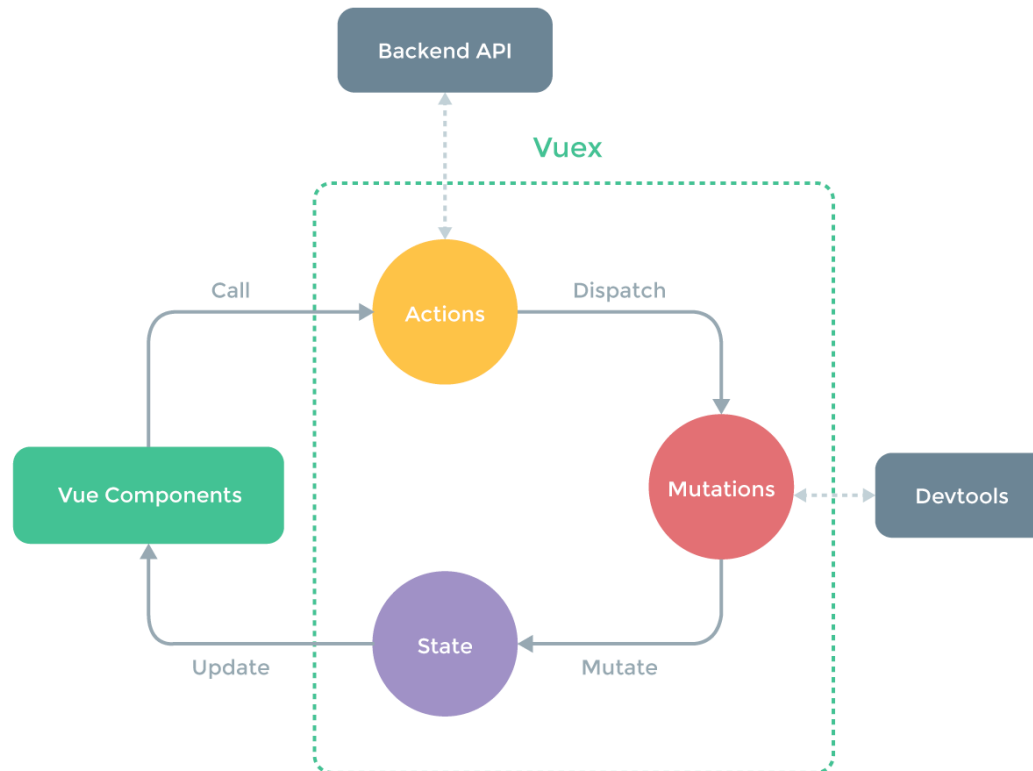 Backend API
Vuex
Call
Dispatch
Actions
Vue Components
Mutations
Devtools
State
Update
Mutate